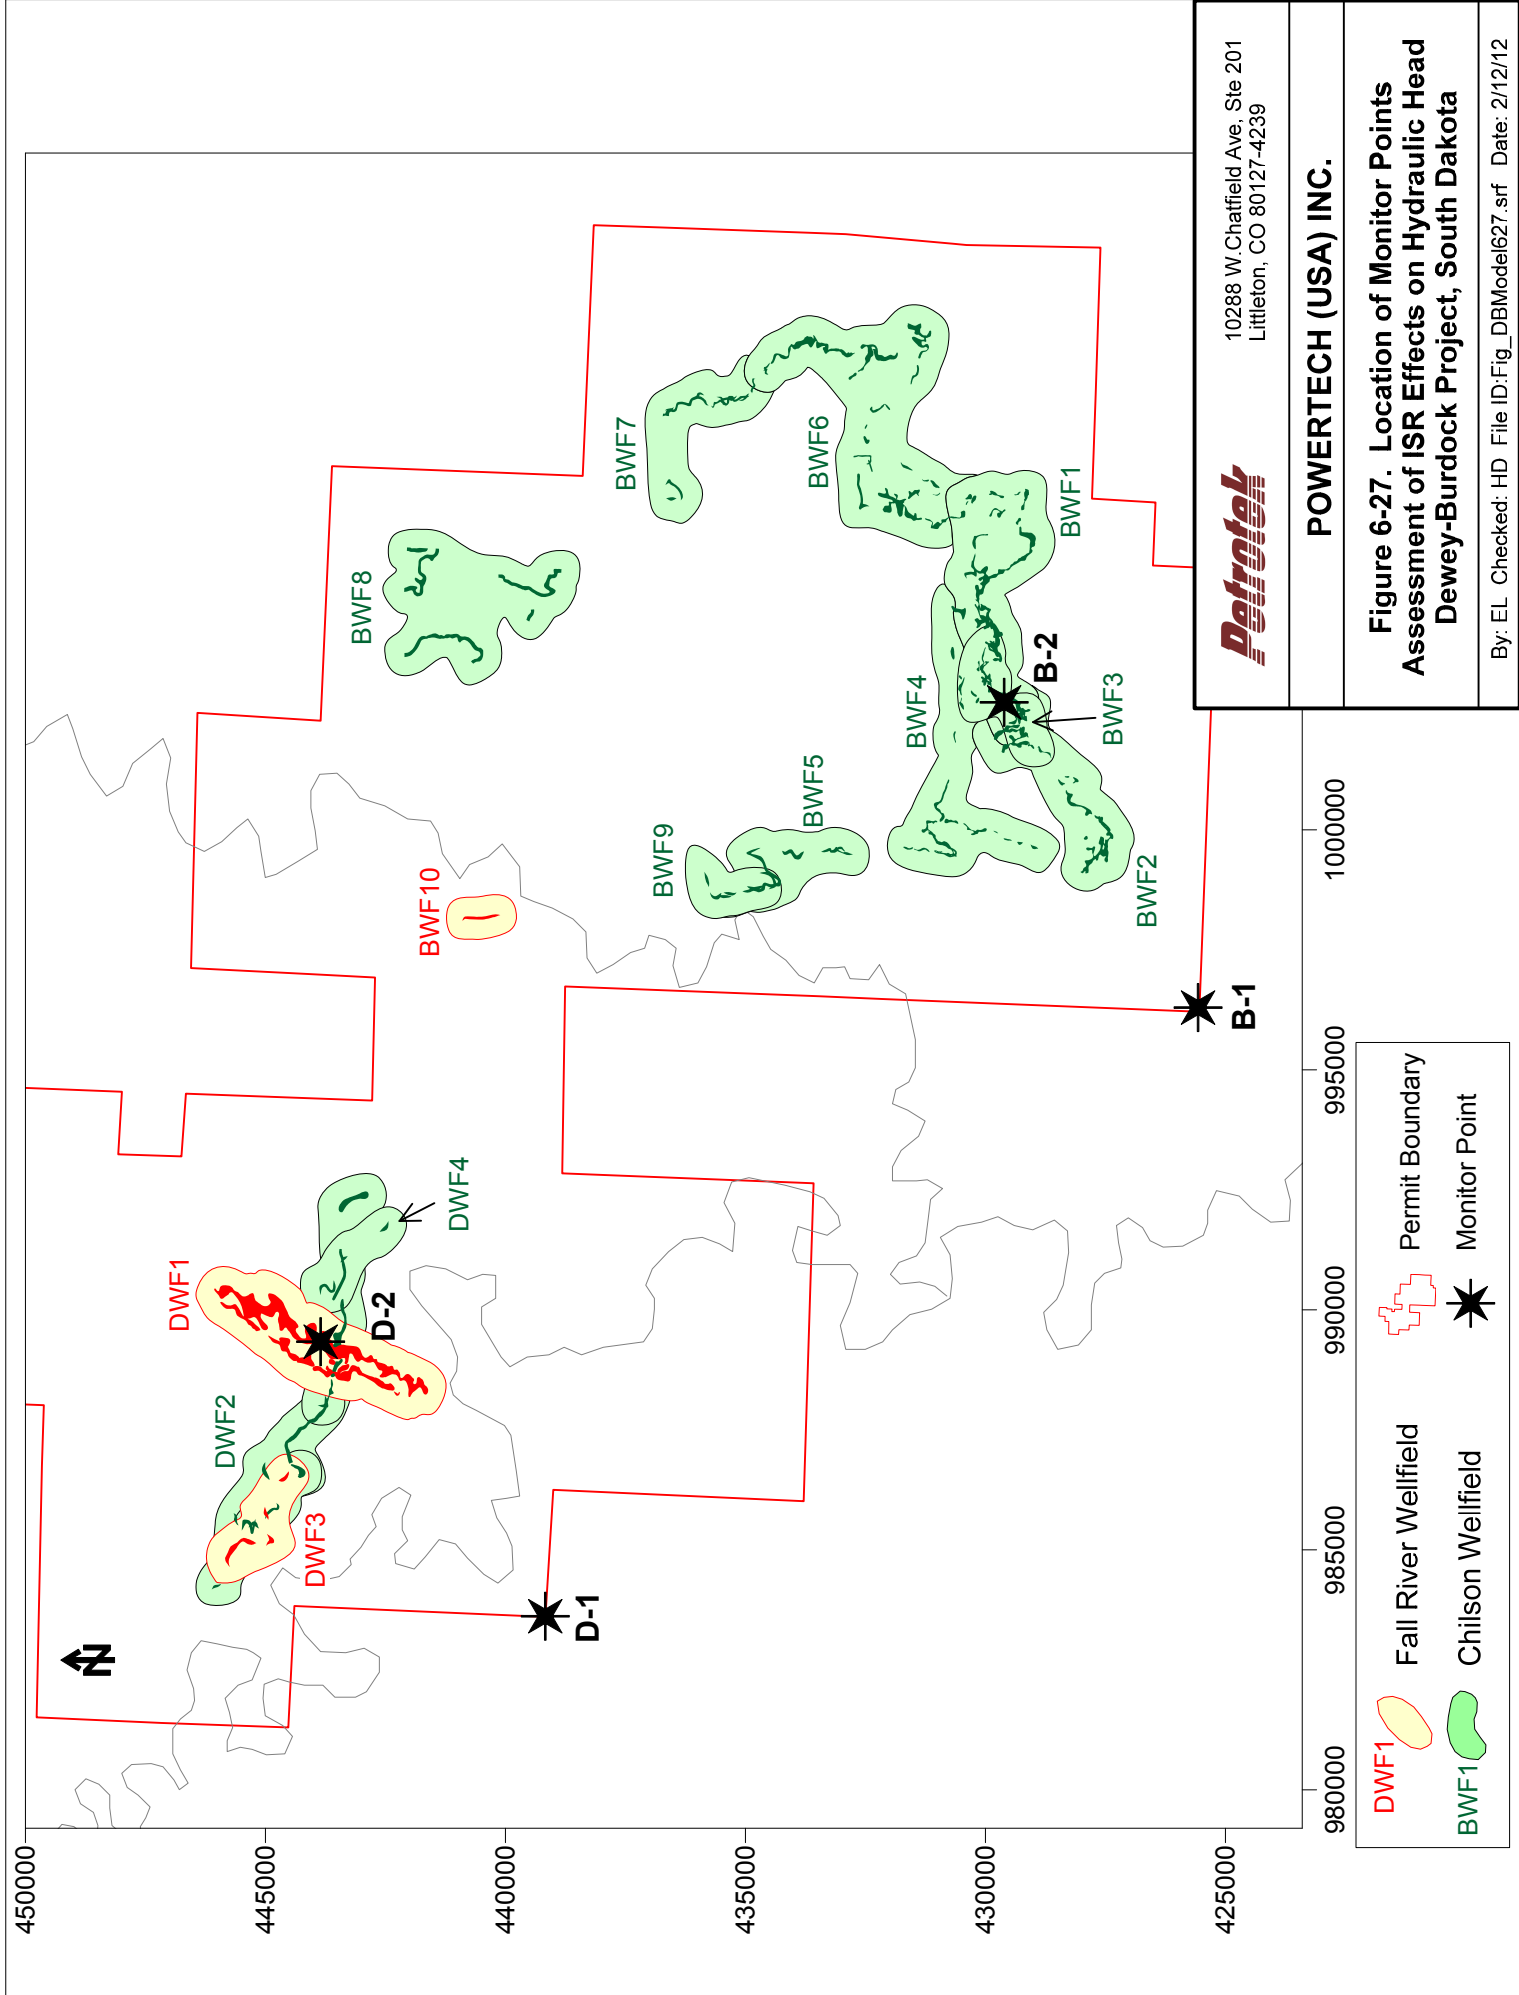 450000
445000
440000
435000
430000
425000
980000
985000
990000
995000
1000000
N
DWF1
DWF2
DWF3
DWF4
D-1
D-2
BWF10
BWF8
BWF7
BWF6
BWF9
BWF5
BWF4
BWF1
BWF3
BWF2
B-2
B-1
DWF1
Fall River Wellfield
Permit Boundary
BWF1
Chilson Wellfield
Monitor Point
Petrotek
10288 W.Chatfield Ave, Ste 201
Littleton, CO 80127-4239
POWERTECH (USA) INC.
Figure 6-27. Location of Monitor Points
Assessment of ISR Effects on Hydraulic Head
Dewey-Burdock Project, South Dakota
By: EL Checked: HD File ID:Fig_DBModel627.srf Date: 2/12/12